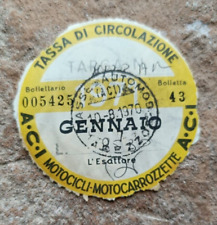 TASSA DI CIRCOLAZIONE
Bollettario
Bolletta
005425
43
GENNAIO
L.
L'Esattore
A·C·I
A·C·I
MOTOCICLI-MOTOCARROZZETTE